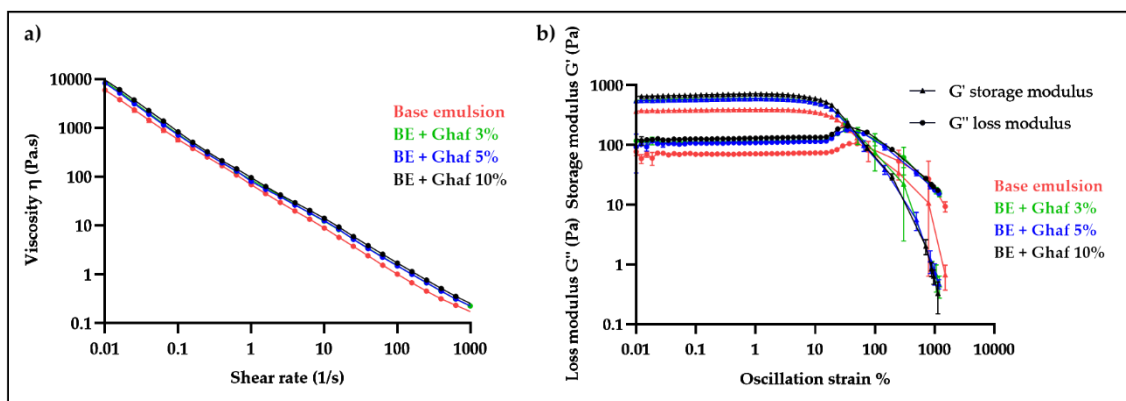 a)
Viscosity η (Pa.s)
10000
1000
100
10
1
0.1
0.01
0.1
1
10
100
1000
Shear rate (1/s)
Base emulsion
BE + Ghaf 3%
BE + Ghaf 5%
BE + Ghaf 10%
b)
Storage modulus G' (Pa)
Loss modulus G" (Pa)
1000
100
10
1
0.1
0.01
0.1
1
10
100
1000
10000
Oscillation strain %
G' storage modulus
G" loss modulus
Base emulsion
BE + Ghaf 3%
BE + Ghaf 5%
BE + Ghaf 10%